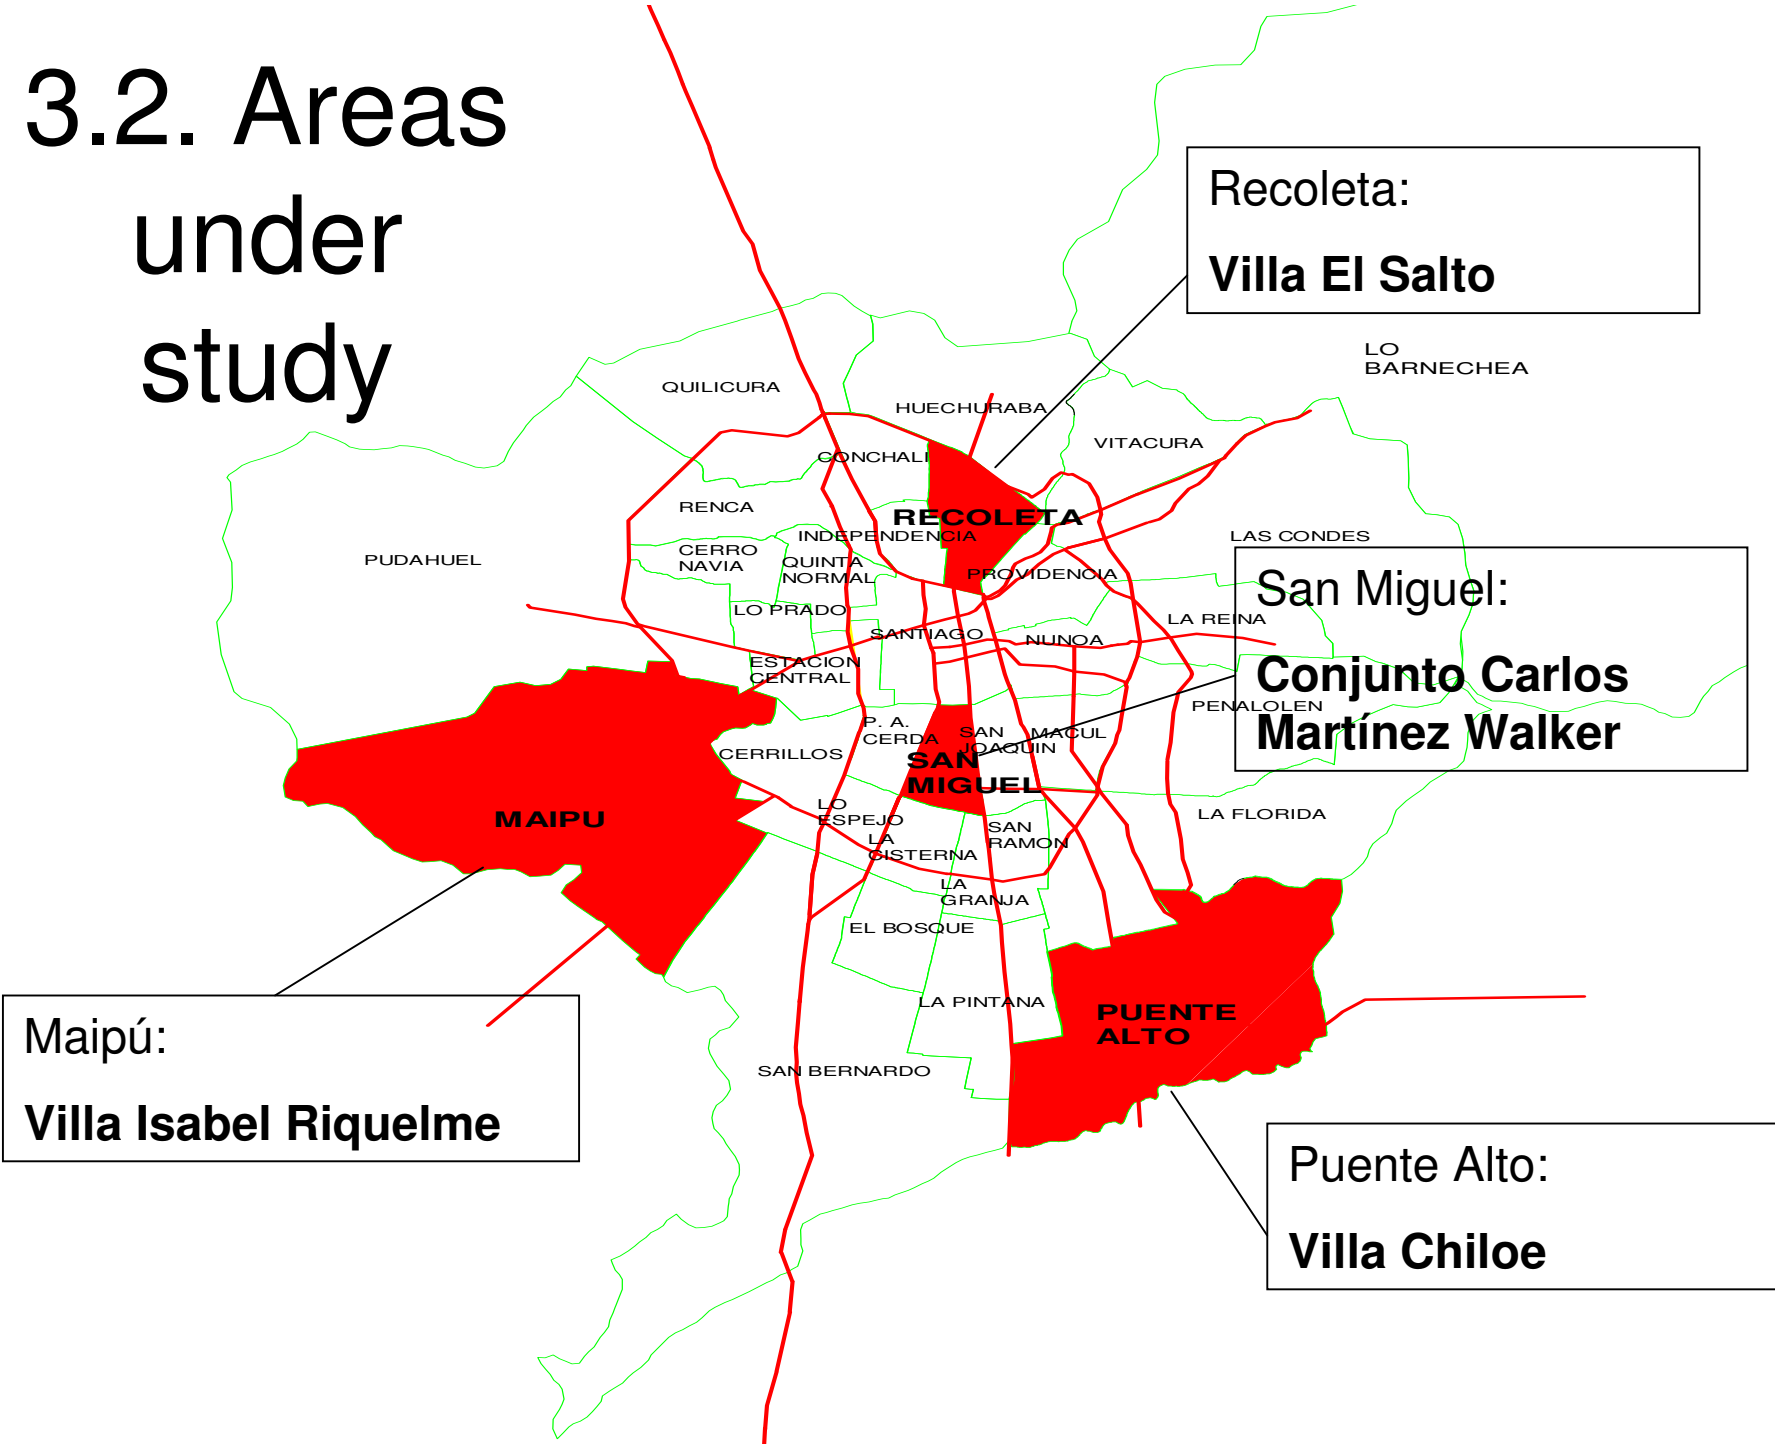 3.2. Areas
under
study
Recoleta:
Villa El Salto
LO
BARNECHEA
QUILICURA
HUECHURABA
VITACURA
CONCHALI
RENCA
RECOLETA
INDEPENDENCIA
LAS CONDES
PUDAHUEL
CERRO
NAVIA
QUINTA
NORMAL
PROVIDENCIA
San Miguel:
Conjunto Carlos
Martínez Walker
LO PRADO
LA REINA
SANTIAGO
NUNOA
ESTACION
CENTRAL
PENALOLEN
P. A.
CERDA
SAN
JOAQUIN
MACUL
CERRILLOS
SAN
MIGUEL
MAIPU
LO
ESPEJO
LA FLORIDA
SAN
RAMON
LA
CISTERNA
LA
GRANJA
EL BOSQUE
LA PINTANA
PUENTE
ALTO
Maipú:
Villa Isabel Riquelme
SAN BERNARDO
Puente Alto:
Villa Chiloe